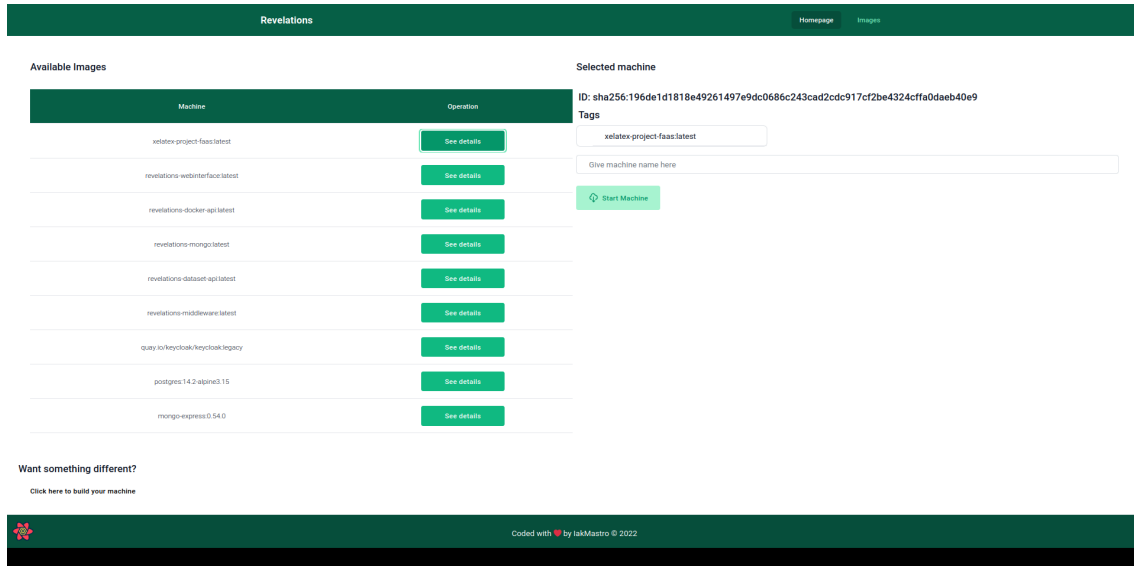 Revelations
Homepage
Images
Available Images
Machine
Operation
xelatex-project-faas:latest
See details
revelations-webinterface:latest
See details
revelations-docker-api:latest
See details
revelations-mongo:latest
See details
revelations-dataset-api:latest
See details
revelations-middleware:latest
See details
quay.io/keycloak/keycloak:legacy
See details
postgres:14.2-alpine3.15
See details
mongo-express:0.54.0
See details
Selected machine
ID: sha256:196de1d1818e49261497e9dc0686c243cad2cdc917cf2be4324cffa0daeb40e9
Tags
xelatex-project-faas:latest
Give machine name here
Start Machine
Want something different?
Click here to build your machine
Coded with ❤ by IakMastro © 2022